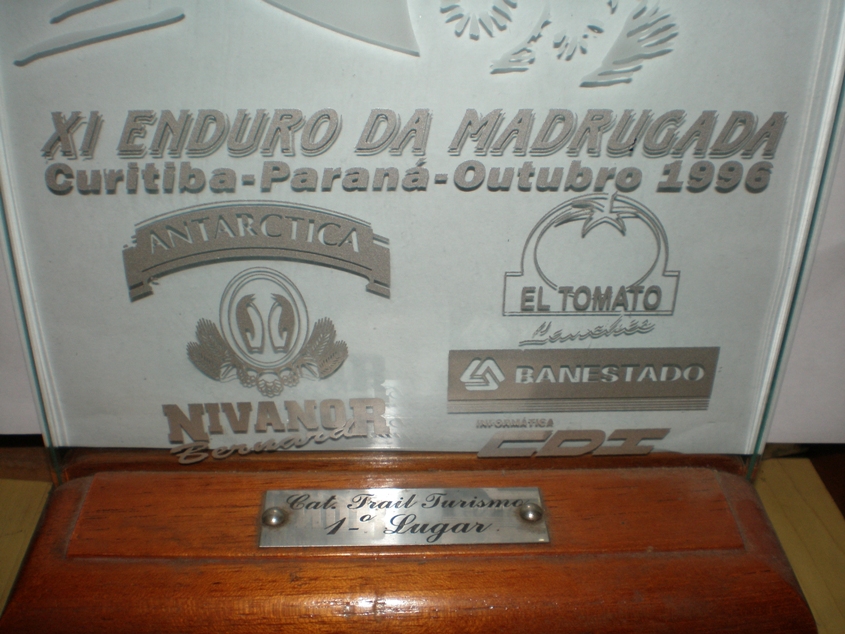 XI ENDURO DA MADRUGADA
Curitiba-Paraná-Outubro 1996
ANTARCTICA
EL TOMATO
Lanches
BANESTADO
NIVANOR
Bernardi
INFORMÁTICA
CDI
Cat. Trail Turismo
1-º Lugar